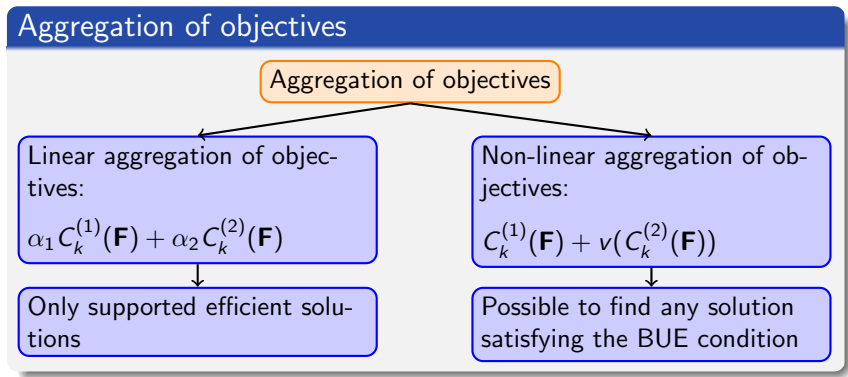 Aggregation of objectives
Aggregation of objectives
Linear aggregation of objec-
tives:
α₁C_k^{(1)}(𝐅) + α₂C_k^{(2)}(𝐅)
Only supported efficient solu-
tions
Non-linear aggregation of ob-
jectives:
C_k^{(1)}(𝐅) + v(C_k^{(2)}(𝐅))
Possible to find any solution
satisfying the BUE condition